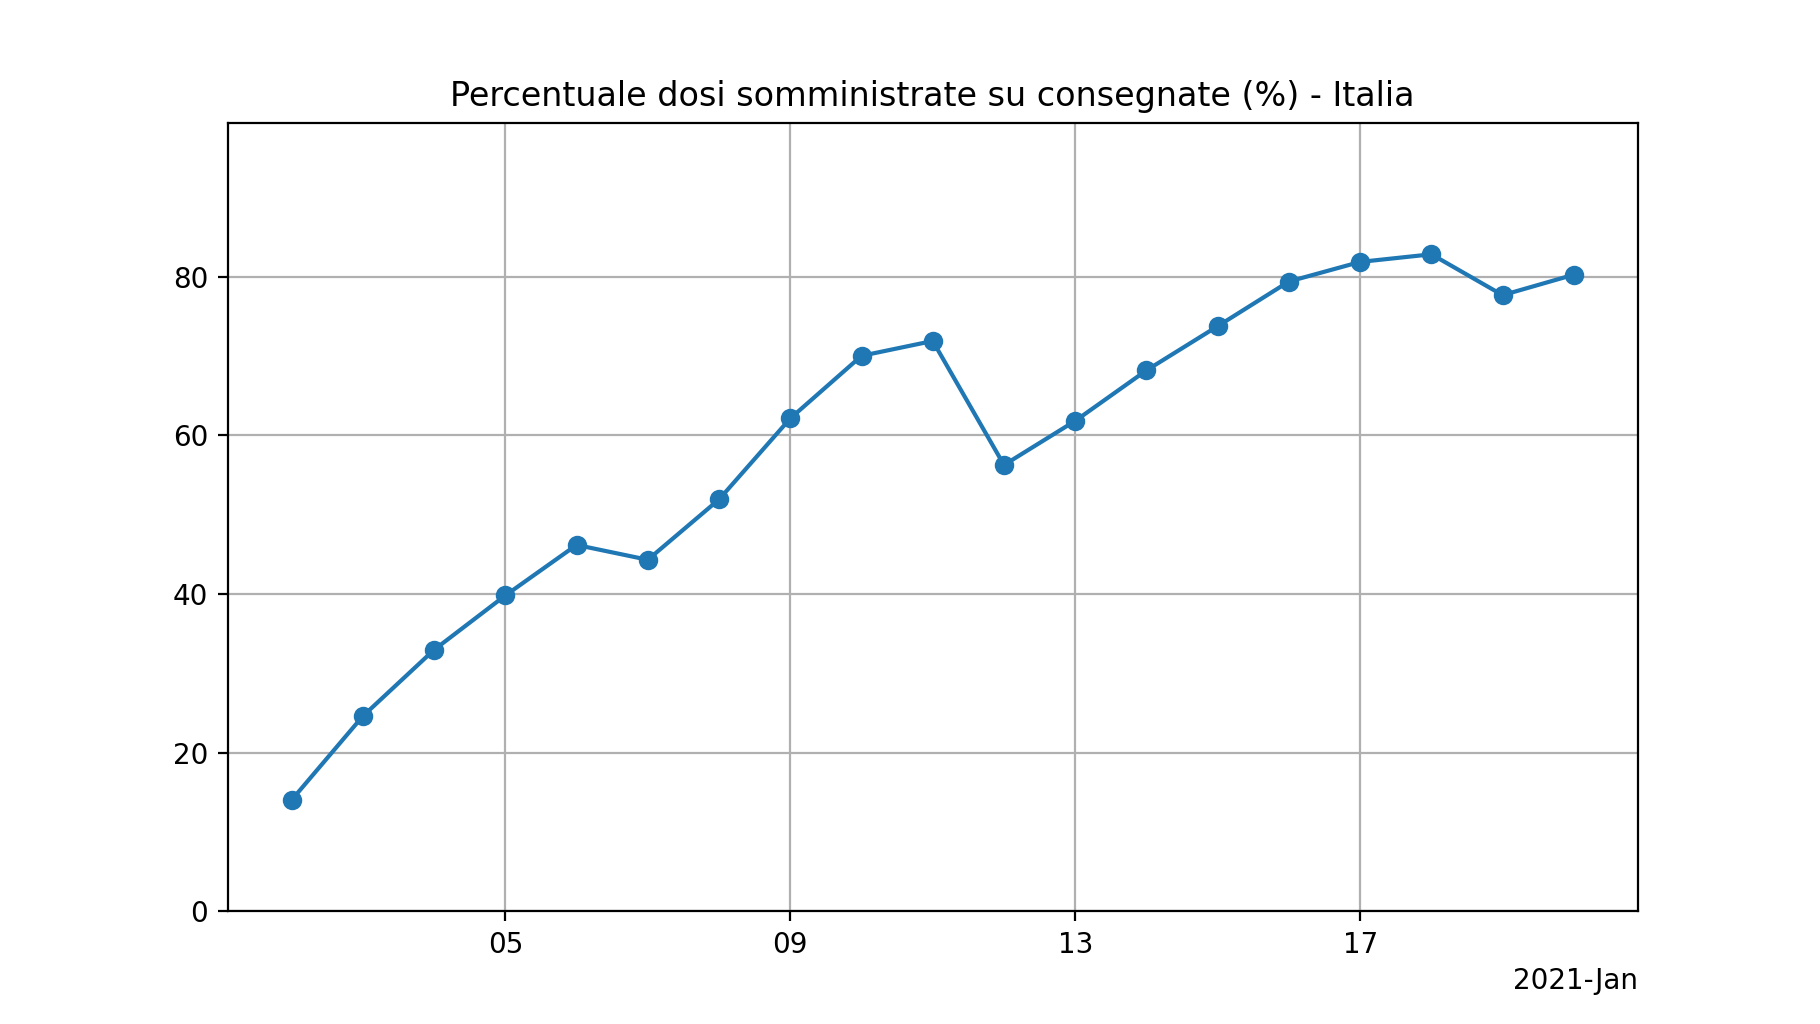 Percentuale dosi somministrate su consegnate (%) - Italia
80
60
40
20
0
05 09 13 17
2021-Jan